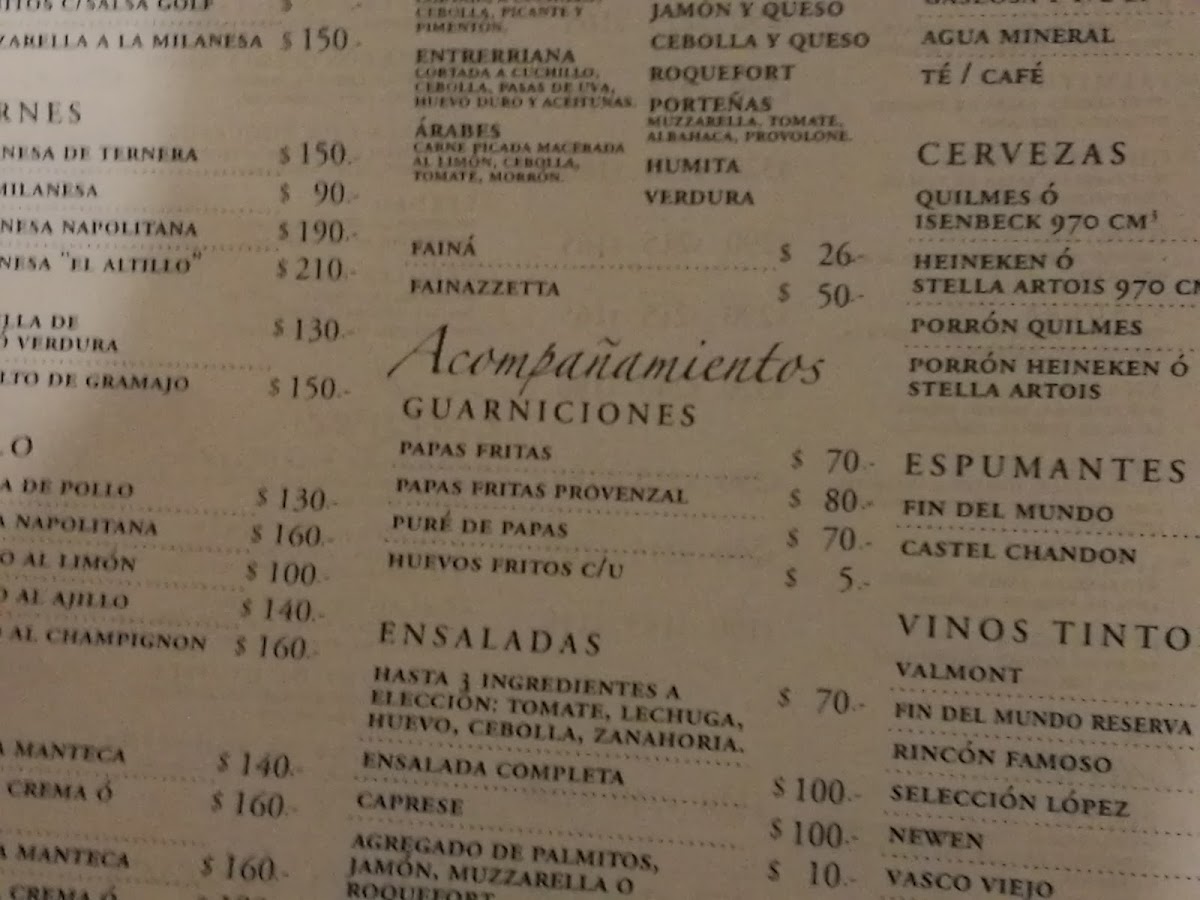 C/SALSA GOLF $
A LA MILANESA $ 150.-
DE TERNERA $ 150.-
MILANESA $ 90.-
NAPOLITANA $ 190.-
"EL ALTILLO" $ 210.-
DE
Ó VERDURA $ 130.-
DE GRAMAJO $ 150.-
DE POLLO $ 130.-
NAPOLITANA $ 160.-
AL LIMÓN $ 100.-
AL AJILLO $ 140.-
AL CHAMPIGNON $ 160.-
MANTECA $ 140.-
CREMA Ó $ 160.-
MANTECA $ 160.-
CREMA Ó
CEBOLLA, PICANTE Y
PIMENTÓN.
ENTRERRIANA
CORTADA A CUCHILLO,
CEBOLLA, PASAS DE UVA,
HUEVO DURO Y ACEITUNAS.
ÁRABES
CARNE PICADA MACERADA
AL LIMÓN, CEBOLLA,
TOMATE, MORRÓN.
JAMÓN Y QUESO
CEBOLLA Y QUESO
ROQUEFORT
PORTEÑAS
MUZZARELLA, TOMATE,
ALBAHACA, PROVOLONE.
HUMITA
VERDURA
FAINÁ $ 26.-
FAINAZZETTA $ 50.-
Acompañamientos
GUARNICIONES
PAPAS FRITAS $ 70.-
PAPAS FRITAS PROVENZAL $ 80.-
PURÉ DE PAPAS $ 70.-
HUEVOS FRITOS C/U $ 5.-
ENSALADAS
HASTA 3 INGREDIENTES A
ELECCIÓN: TOMATE, LECHUGA,
HUEVO, CEBOLLA, ZANAHORIA. $ 70.-
ENSALADA COMPLETA $ 100.-
CAPRESE $ 100.-
AGREGADO DE PALMITOS,
JAMÓN, MUZZARELLA O
ROQUEFORT $ 10.-
AGUA MINERAL
TÉ / CAFÉ
CERVEZAS
QUILMES Ó
ISENBECK 970 CM³
HEINEKEN Ó
STELLA ARTOIS 970
PORRÓN QUILMES
PORRÓN HEINEKEN Ó
STELLA ARTOIS
ESPUMANTES
FIN DEL MUNDO
CASTEL CHANDON
VINOS TINTO
VALMONT
FIN DEL MUNDO RESERVA
RINCÓN FAMOSO
SELECCIÓN LÓPEZ
NEWEN
VASCO VIEJO